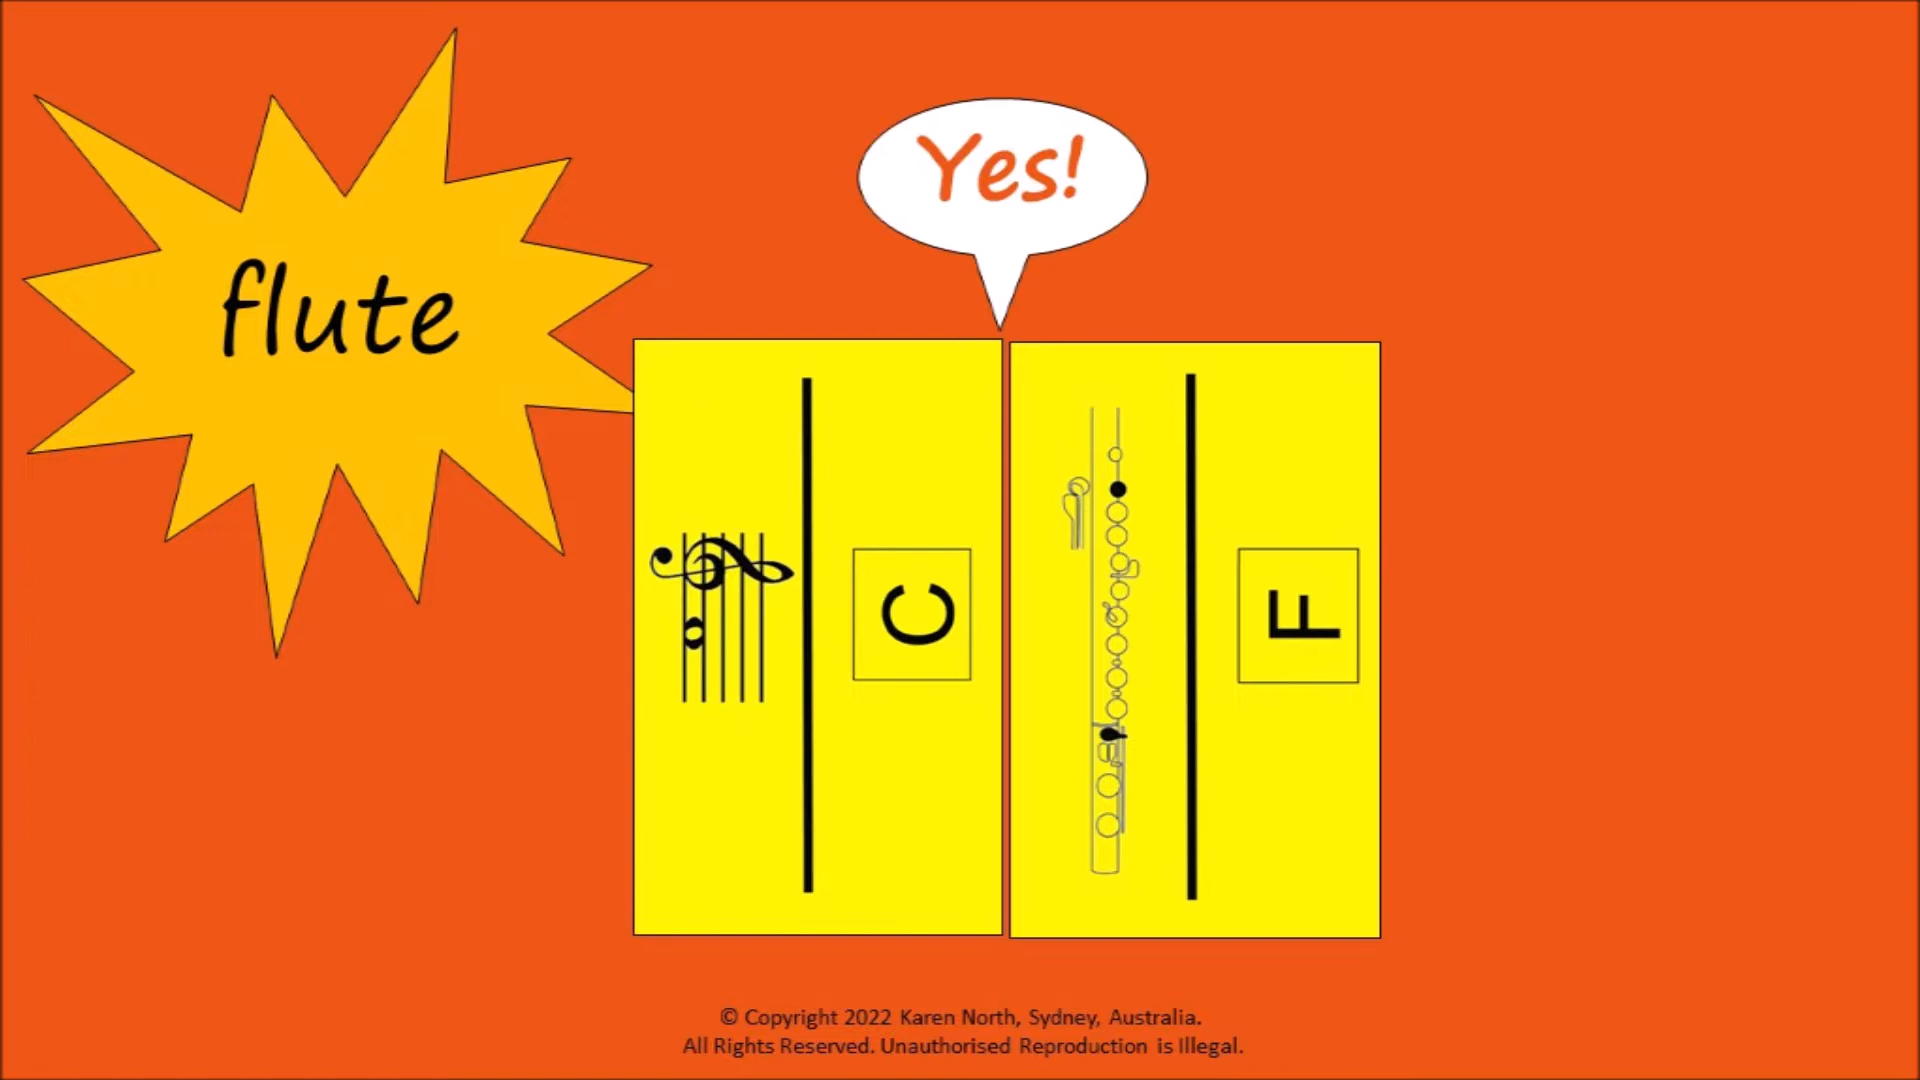 flute
Yes!
C
F
© Copyright 2022 Karen North, Sydney, Australia.
All Rights Reserved. Unauthorised Reproduction is Illegal.